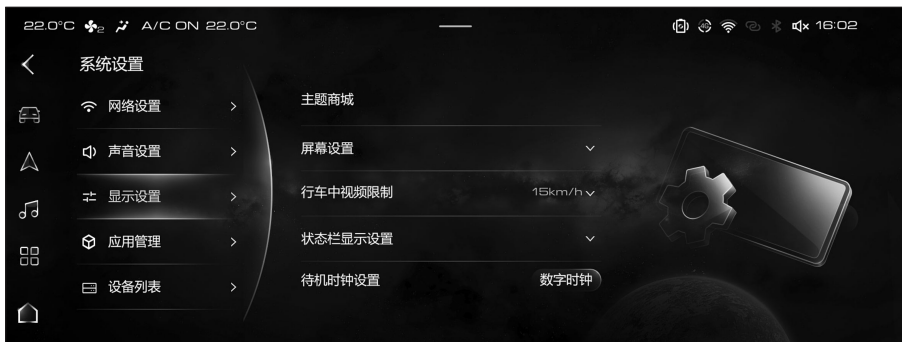 22.0°C 2 A/C ON 22.0°C 4G 16:02
系统设置
网络设置
声音设置
显示设置
应用管理
设备列表
主题商城
屏幕设置
行车中视频限制 15km/h
状态栏显示设置
待机时钟设置 数字时钟